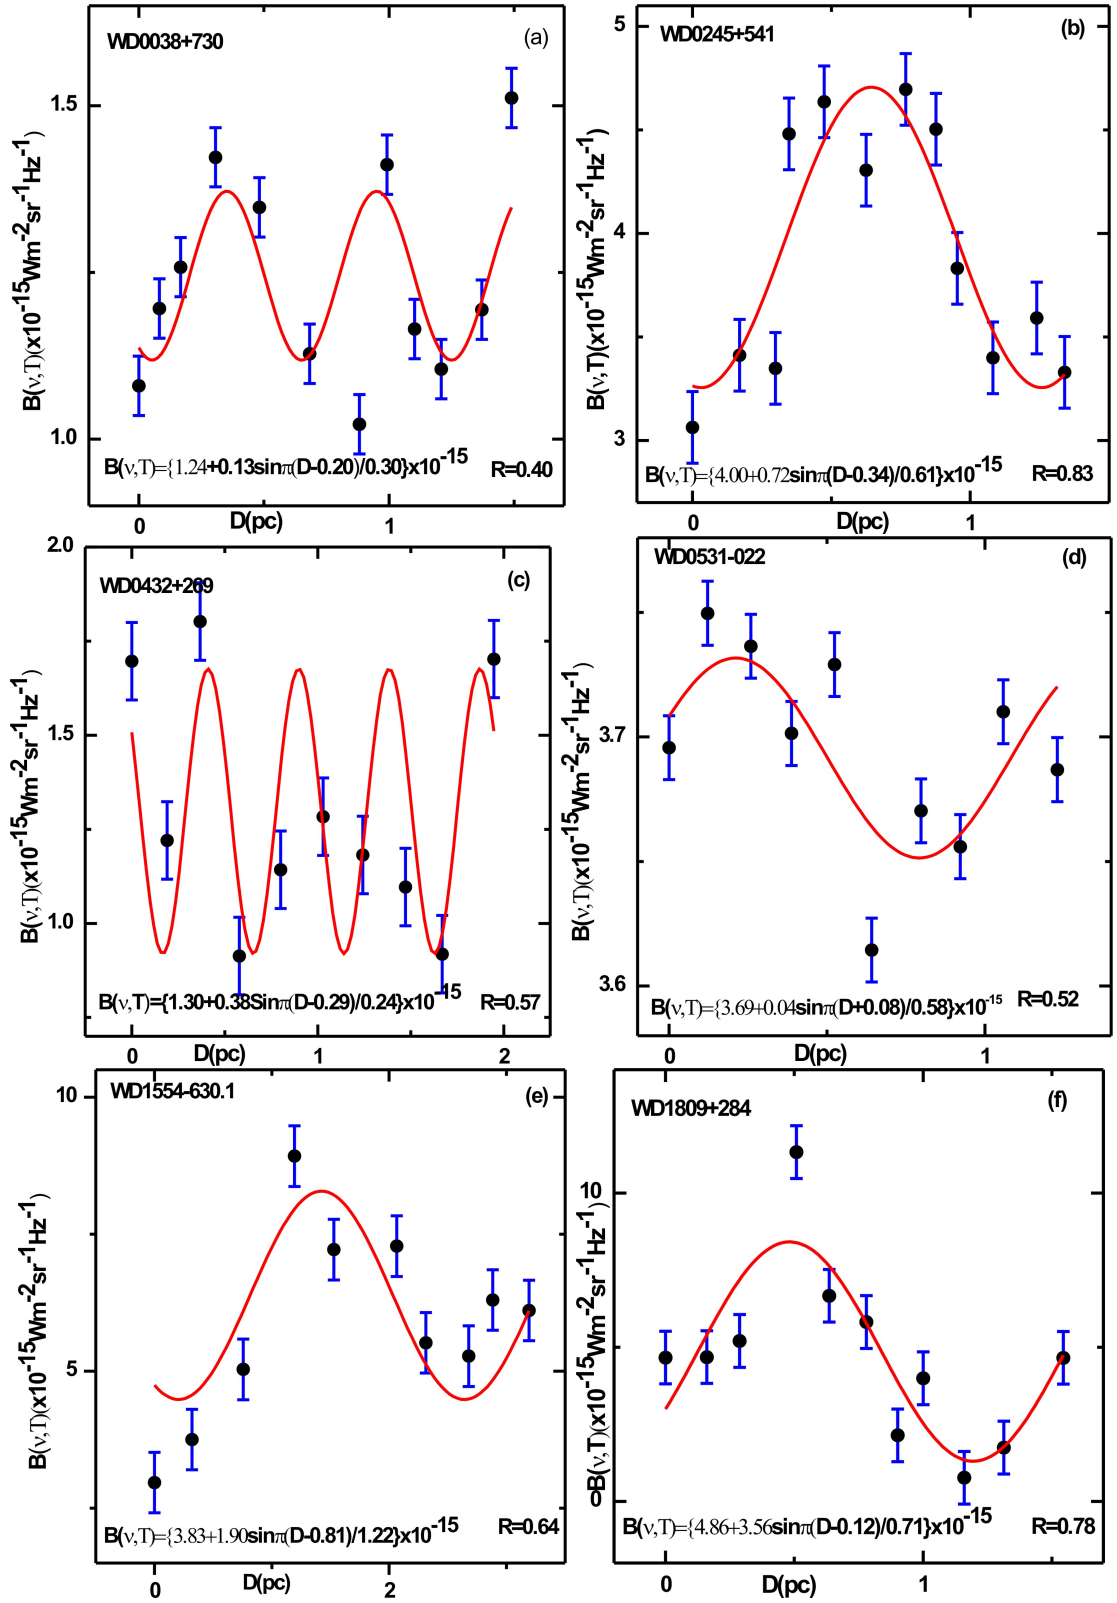 WD0038+730 (a)
1.5
1.0
B(ν,T)(x10-15Wm-2sr-1Hz-1)
B(ν,T)={1.24+0.13sinπ(D-0.20)/0.30}x10-15 R=0.40
0 D(pc) 1
WD0245+541 (b)
5
4
3
B(ν,T)(x10-15Wm-2sr-1Hz-1)
B(ν,T)={4.00+0.72sinπ(D-0.34)/0.61}x10-15 R=0.83
0 D(pc) 1
WD0432+269 (c)
2.0
1.5
1.0
B(ν,T)(x10-15Wm-2sr-1Hz-1)
B(ν,T)={1.30+0.38Sinπ(D-0.29)/0.24}x10-15 R=0.57
0 D(pc) 1 2
WD0531-022 (d)
3.7
3.6
B(ν,T)(x10-15Wm-2sr-1Hz-1)
B(ν,T)={3.69+0.04sinπ(D+0.08)/0.58}x10-15 R=0.52
0 D(pc) 1
WD1554-630.1 (e)
10
5
B(ν,T)(x10-15Wm-2sr-1Hz-1)
B(ν,T)={3.83+1.90sinπ(D-0.81)/1.22}x10-15 R=0.64
0 D(pc) 2
WD1809+284 (f)
10
0
B(ν,T)(x10-15Wm-2sr-1Hz-1)
B(ν,T)={4.86+3.56sinπ(D-0.12)/0.71}x10-15 R=0.78
0 D(pc) 1